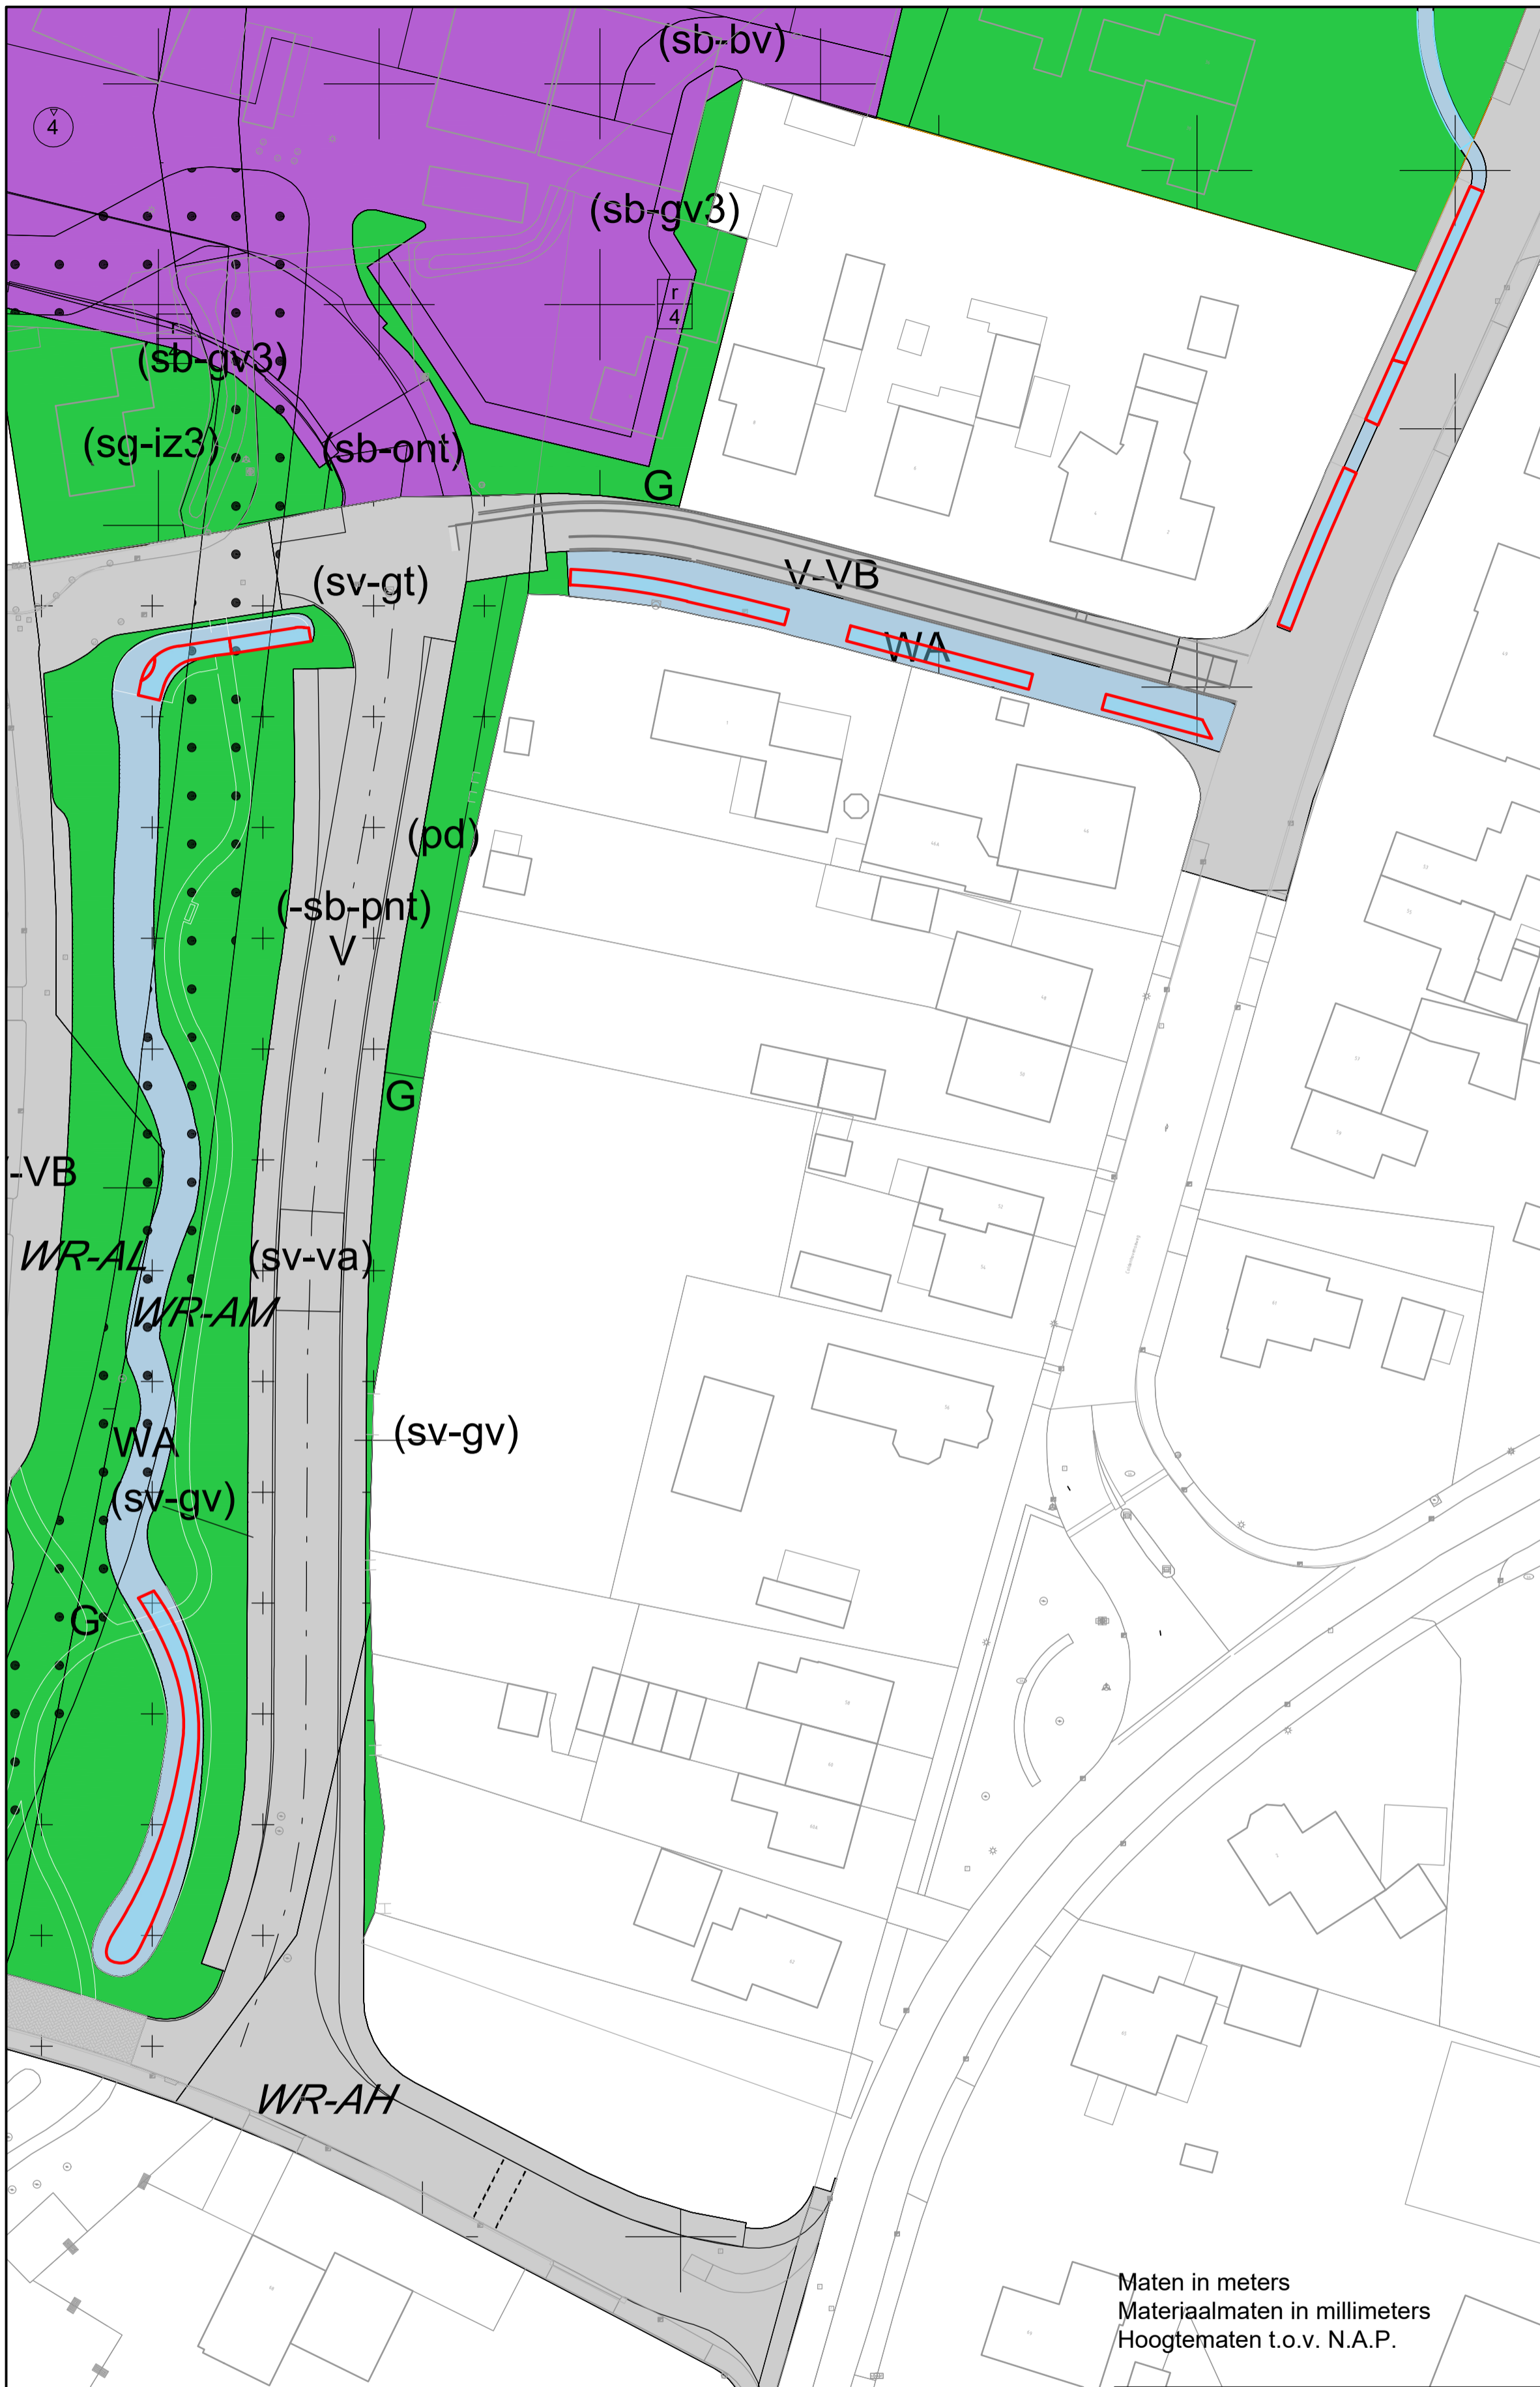 (sb-bv)
4
(sb-gv3)
r
4
r
(sb-gv3)
(sg-iz3)
(sb-ont)
G
(sv-gt)
V-VB
WA
(pd)
(-sb-pnt)
V
G
-VB
WR-AL
(sv-va)
WR-AM
(sv-gv)
WA
(sv-gv)
G
WR-AH
Maten in meters
Materiaalmaten in millimeters
Hoogtematen t.o.v. N.A.P.